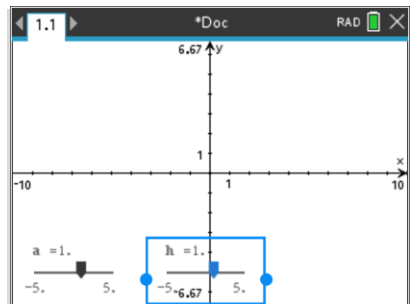 1.1 *Doc RAD
6.67 y
1
x
-10 1 10
a =1. h =1.
-5. 5. -5. 5.
-6.67